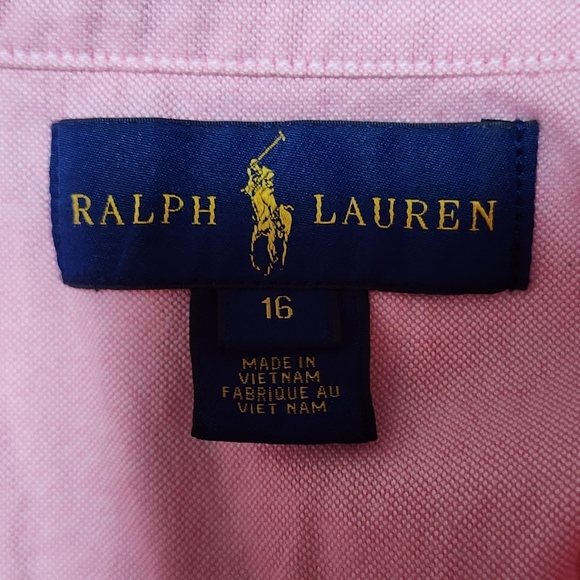 RALPH LAUREN
16
MADE IN
VIETNAM
FABRIQUE AU
VIET NAM